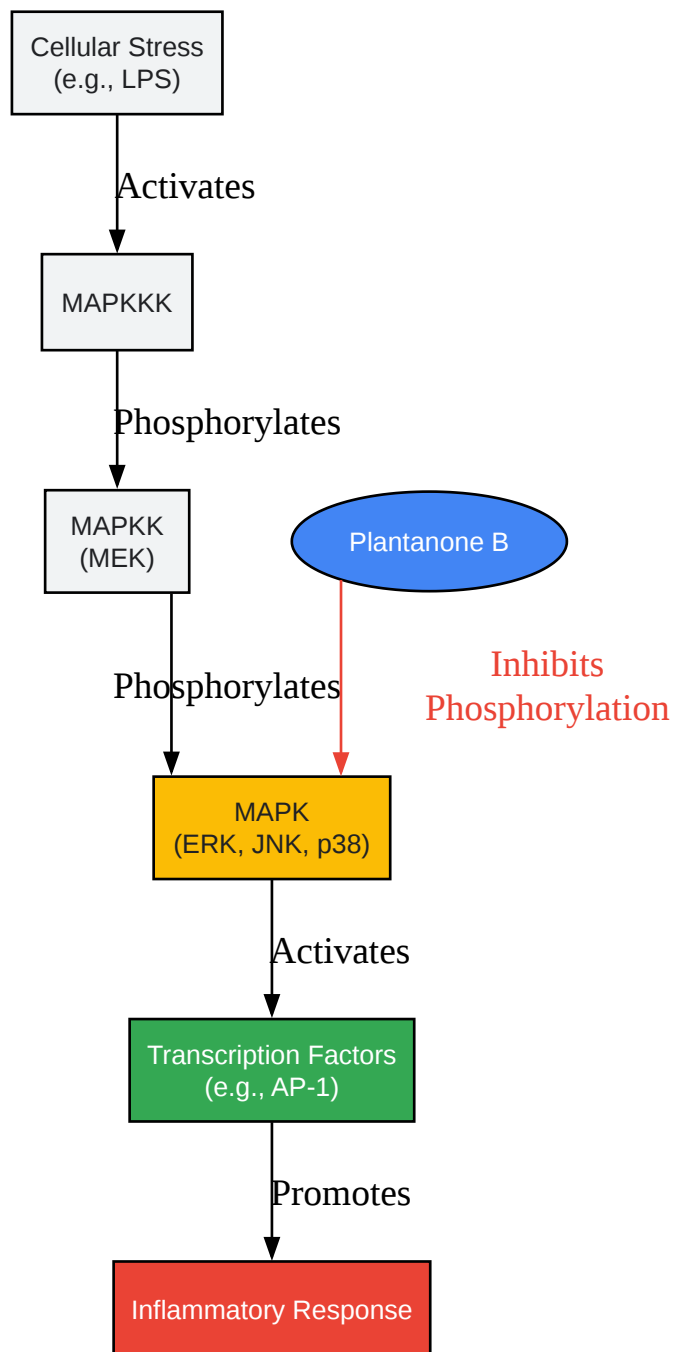 Cellular Stress
(e.g., LPS)
Activates
MAPKKK
Phosphorylates
MAPKK
(MEK)
Plantanone B
Phosphorylates
Inhibits
Phosphorylation
MAPK
(ERK, JNK, p38)
Activates
Transcription Factors
(e.g., AP-1)
Promotes
Inflammatory Response